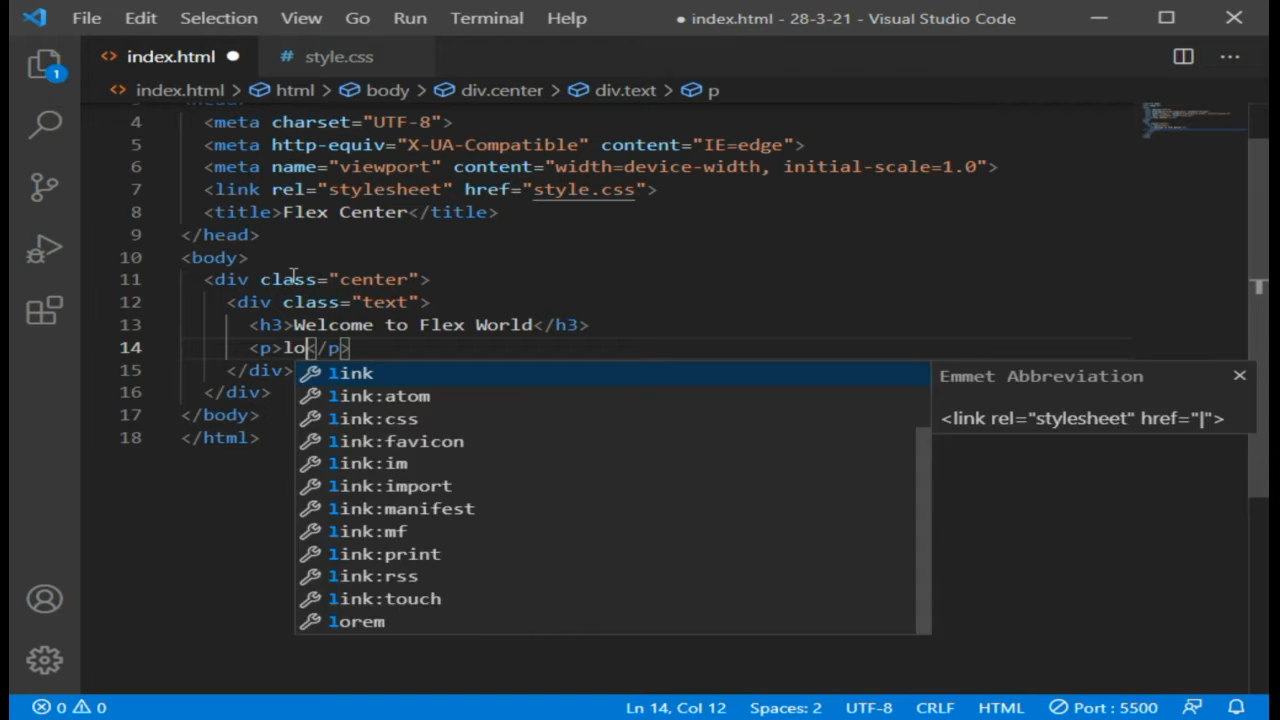 File Edit Selection View Go Run Terminal Help ● index.html - 28-3-21 - Visual Studio Code
index.html ● # style.css ...
index.html > html > body > div.center > div.text > p
4 <meta charset="UTF-8">
5 <meta http-equiv="X-UA-Compatible" content="IE=edge">
6 <meta name="viewport" content="width=device-width, initial-scale=1.0">
7 <link rel="stylesheet" href="style.css">
8 <title>Flex Center</title>
9 </head>
10 <body>
11 <div class="center">
12 <div class="text">
13 <h3>Welcome to Flex World</h3>
14 <p>lo</p>
15 </div>
16 </div>
17 </body>
18 </html>
link
link:atom
link:css
link:favicon
link:im
link:import
link:manifest
link:mf
link:print
link:rss
link:touch
lorem
Emmet Abbreviation
<link rel="stylesheet" href="|">
1
0 0 Ln 14, Col 12 Spaces: 2 UTF-8 CRLF HTML Port : 5500